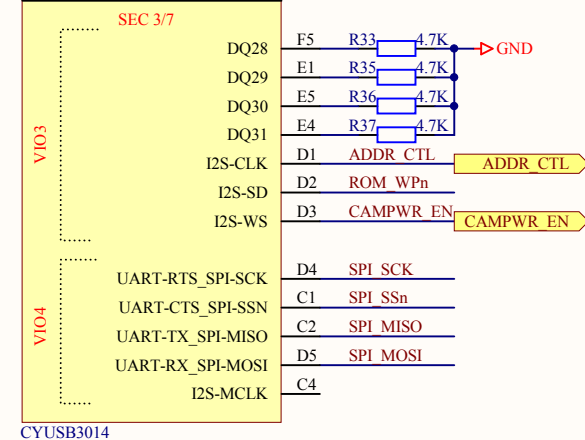 SEC 3/7
DQ28 F5 R33 4.7K GND
DQ29 E1 R35 4.7K
DQ30 E5 R36 4.7K
DQ31 E4 R37 4.7K
VIO3
I2S-CLK D1 ADDR_CTL ADDR_CTL
I2S-SD D2 ROM_WPn
I2S-WS D3 CAMPWR_EN CAMPWR_EN
UART-RTS_SPI-SCK D4 SPI_SCK
UART-CTS_SPI-SSN C1 SPI_SSn
VIO4
UART-TX_SPI-MISO C2 SPI_MISO
UART-RX_SPI-MOSI D5 SPI_MOSI
I2S-MCLK C4
CYUSB3014